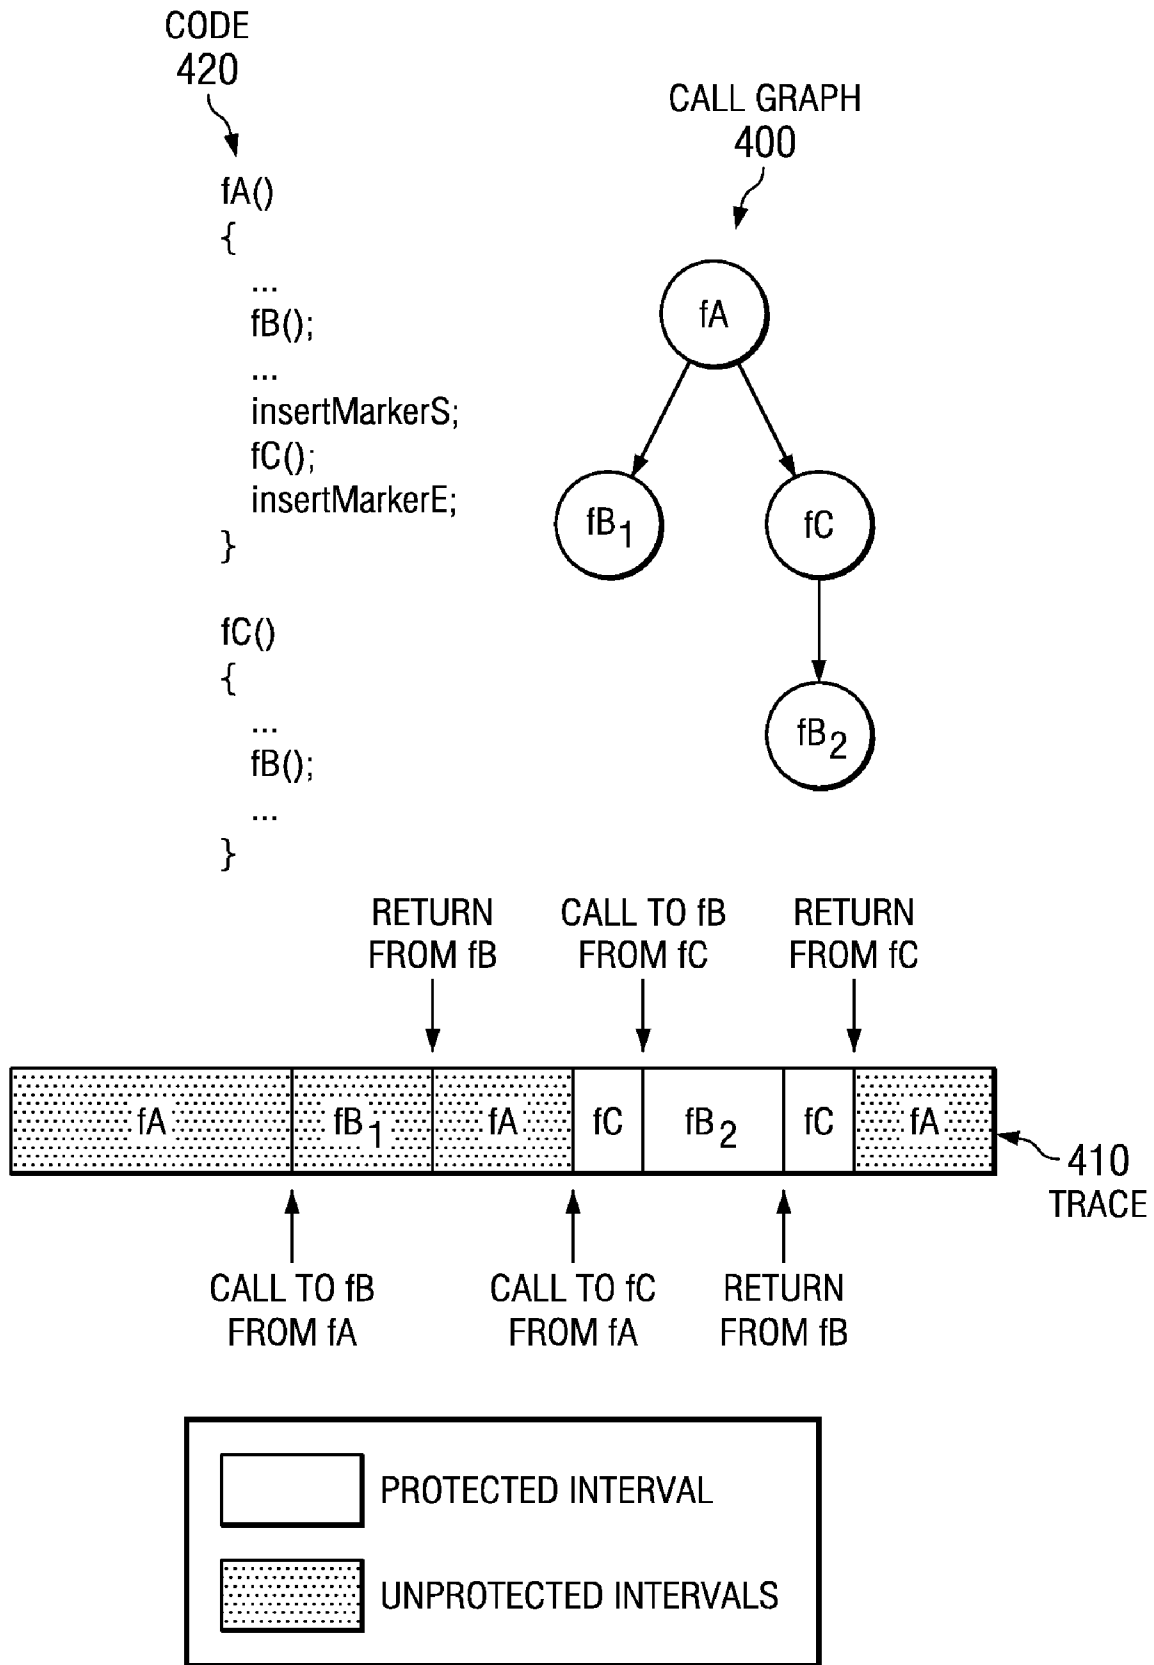 CODE
420
fA()
{
...
fB();
...
insertMarkerS;
fC();
insertMarkerE;
}
fC()
{
...
fB();
...
}
CALL GRAPH
400
fA
fB1
fC
fB2
RETURN
FROM fB
CALL TO fB
FROM fC
RETURN
FROM fC
fA
fB1
fA
fC
fB2
fC
fA
410
TRACE
CALL TO fB
FROM fA
CALL TO fC
FROM fA
RETURN
FROM fB
PROTECTED INTERVAL
UNPROTECTED INTERVALS